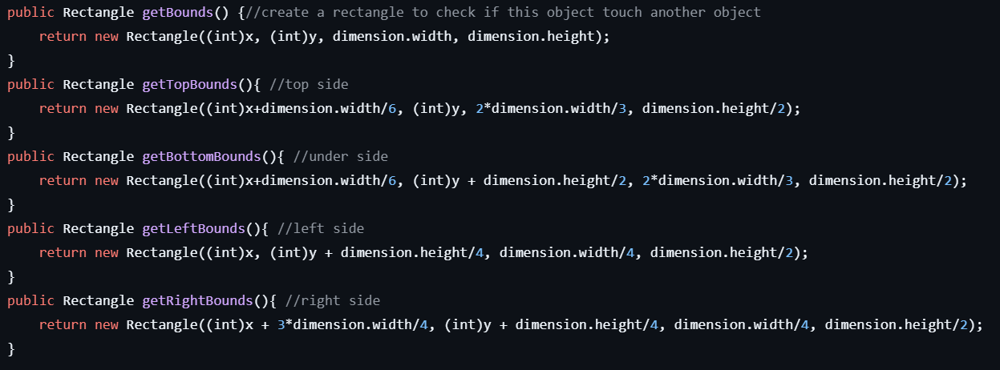 public Rectangle getBounds() {//create a rectangle to check if this object touch another object
    return new Rectangle((int)x, (int)y, dimension.width, dimension.height);
}
public Rectangle getTopBounds(){ //top side
    return new Rectangle((int)x+dimension.width/6, (int)y, 2*dimension.width/3, dimension.height/2);
}
public Rectangle getBottomBounds(){ //under side
    return new Rectangle((int)x+dimension.width/6, (int)y + dimension.height/2, 2*dimension.width/3, dimension.height/2);
}
public Rectangle getLeftBounds(){ //left side
    return new Rectangle((int)x, (int)y + dimension.height/4, dimension.width/4, dimension.height/2);
}
public Rectangle getRightBounds(){ //right side
    return new Rectangle((int)x + 3*dimension.width/4, (int)y + dimension.height/4, dimension.width/4, dimension.height/2);
}